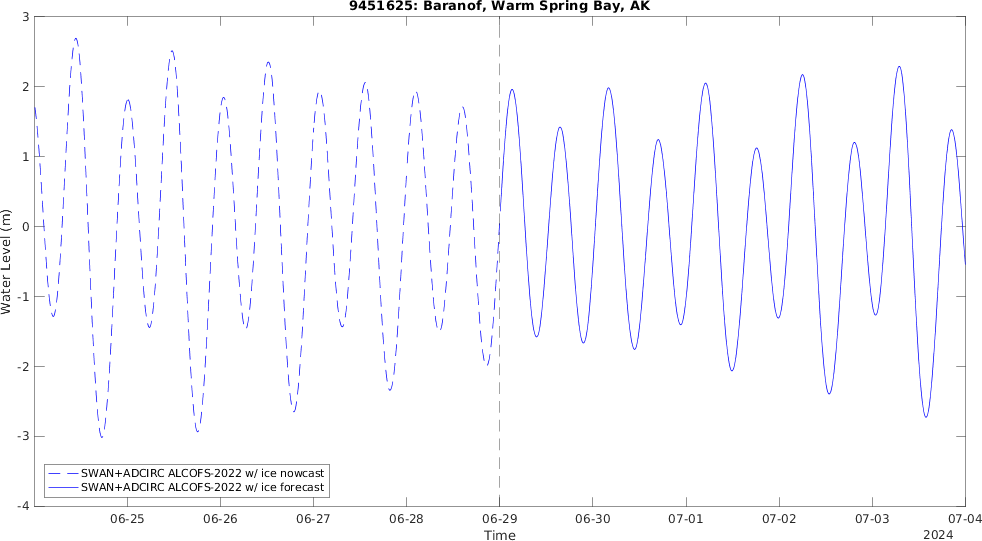 9451625: Baranof, Warm Spring Bay, AK
3
2
1
0
-1
-2
-3
-4
Water Level (m)
SWAN+ADCIRC ALCOFS-2022 w/ ice nowcast
SWAN+ADCIRC ALCOFS-2022 w/ ice forecast
06-25 06-26 06-27 06-28 06-29 06-30 07-01 07-02 07-03 07-04
Time
2024